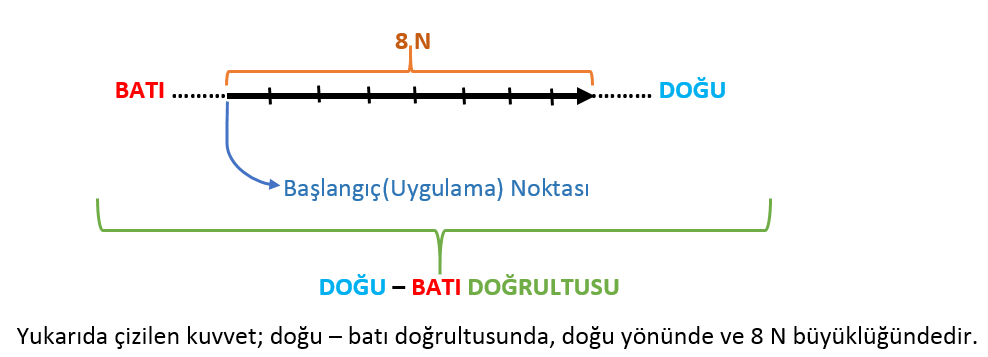 8 N
BATI ......... ......... DOĞU
Başlangıç(Uygulama) Noktası
DOĞU – BATI DOĞRULTUSU
Yukarıda çizilen kuvvet; doğu – batı doğrultusunda, doğu yönünde ve 8 N büyüklüğündedir.